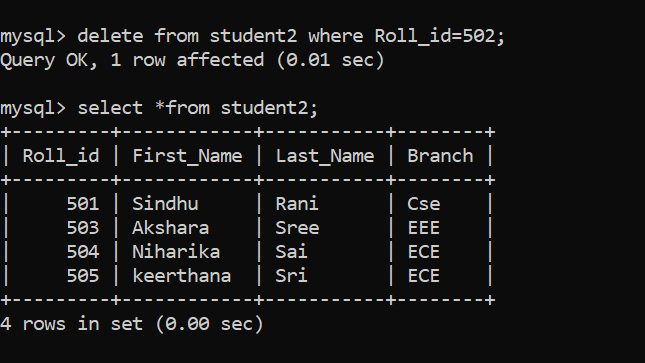 mysql> delete from student2 where Roll_id=502;
Query OK, 1 row affected (0.01 sec)
mysql> select *from student2;
+---------+------------+-----------+--------+
| Roll_id | First_Name | Last_Name | Branch |
+---------+------------+-----------+--------+
|     501 | Sindhu     | Rani      | Cse    |
|     503 | Akshara    | Sree      | EEE    |
|     504 | Niharika   | Sai       | ECE    |
|     505 | keerthana  | Sri       | ECE    |
+---------+------------+-----------+--------+
4 rows in set (0.00 sec)